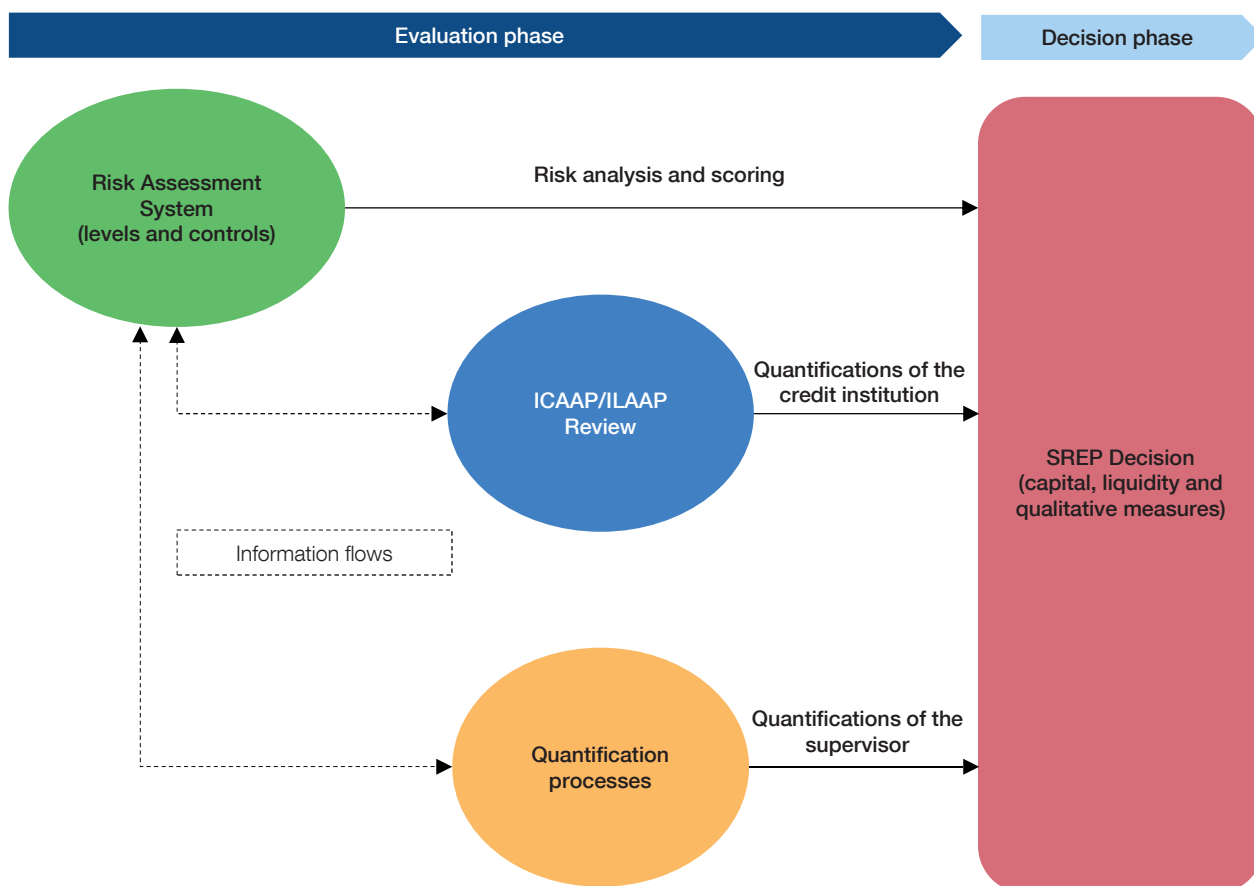 Evaluation phase
Decision phase
Risk Assessment
System
(levels and controls)
Risk analysis and scoring
ICAAP/ILAAP
Review
Quantifications of the
credit institution
SREP Decision
(capital, liquidity and
qualitative measures)
Information flows
Quantification
processes
Quantifications of the
supervisor